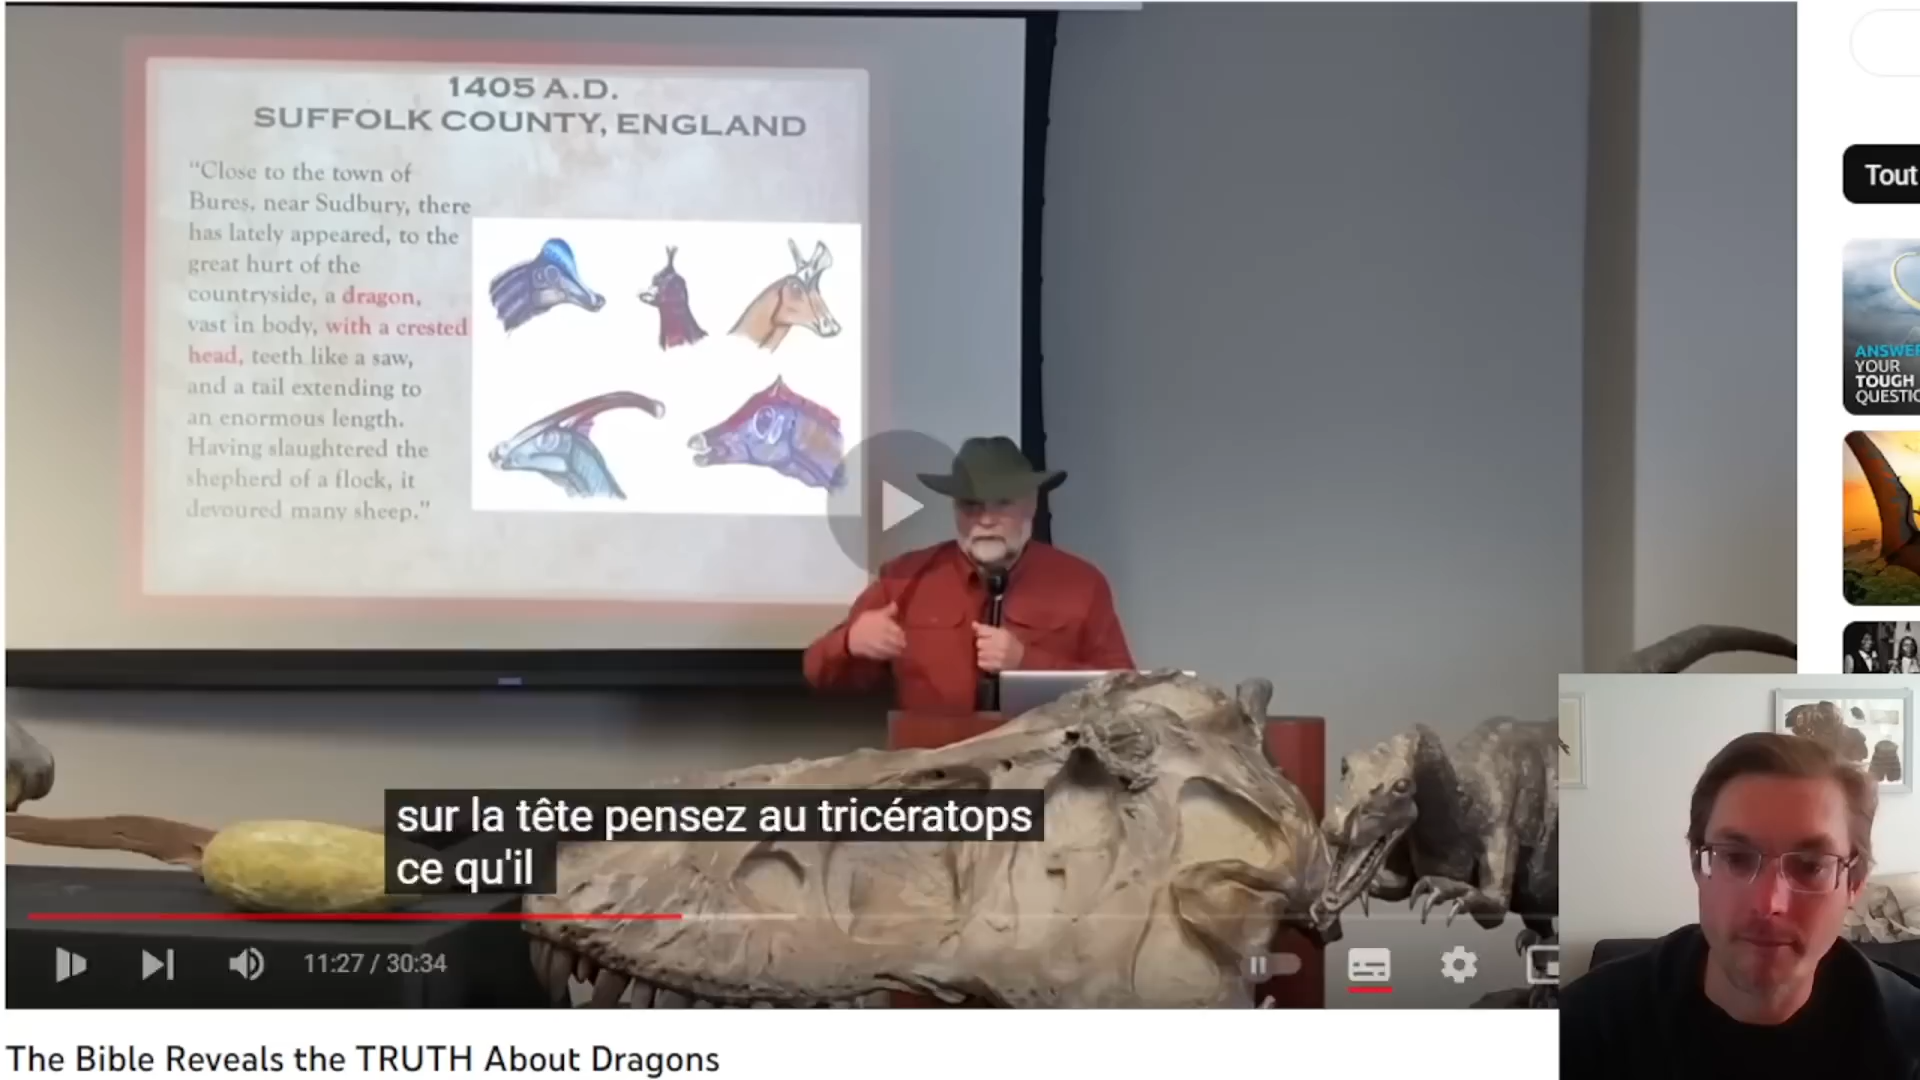 1405 A.D.
SUFFOLK COUNTY, ENGLAND
“Close to the town of
Bures, near Sudbury, there
has lately appeared, to the
great hurt of the
countryside, a dragon,
vast in body, with a crested
head, teeth like a saw,
and a tail extending to
an enormous length.
Having slaughtered the
shepherd of a flock, it
devoured many sheep.”
sur la tête pensez au tricératops
ce qu'il
11:27 / 30:34
The Bible Reveals the TRUTH About Dragons
Tout
YOUR
TOUGH